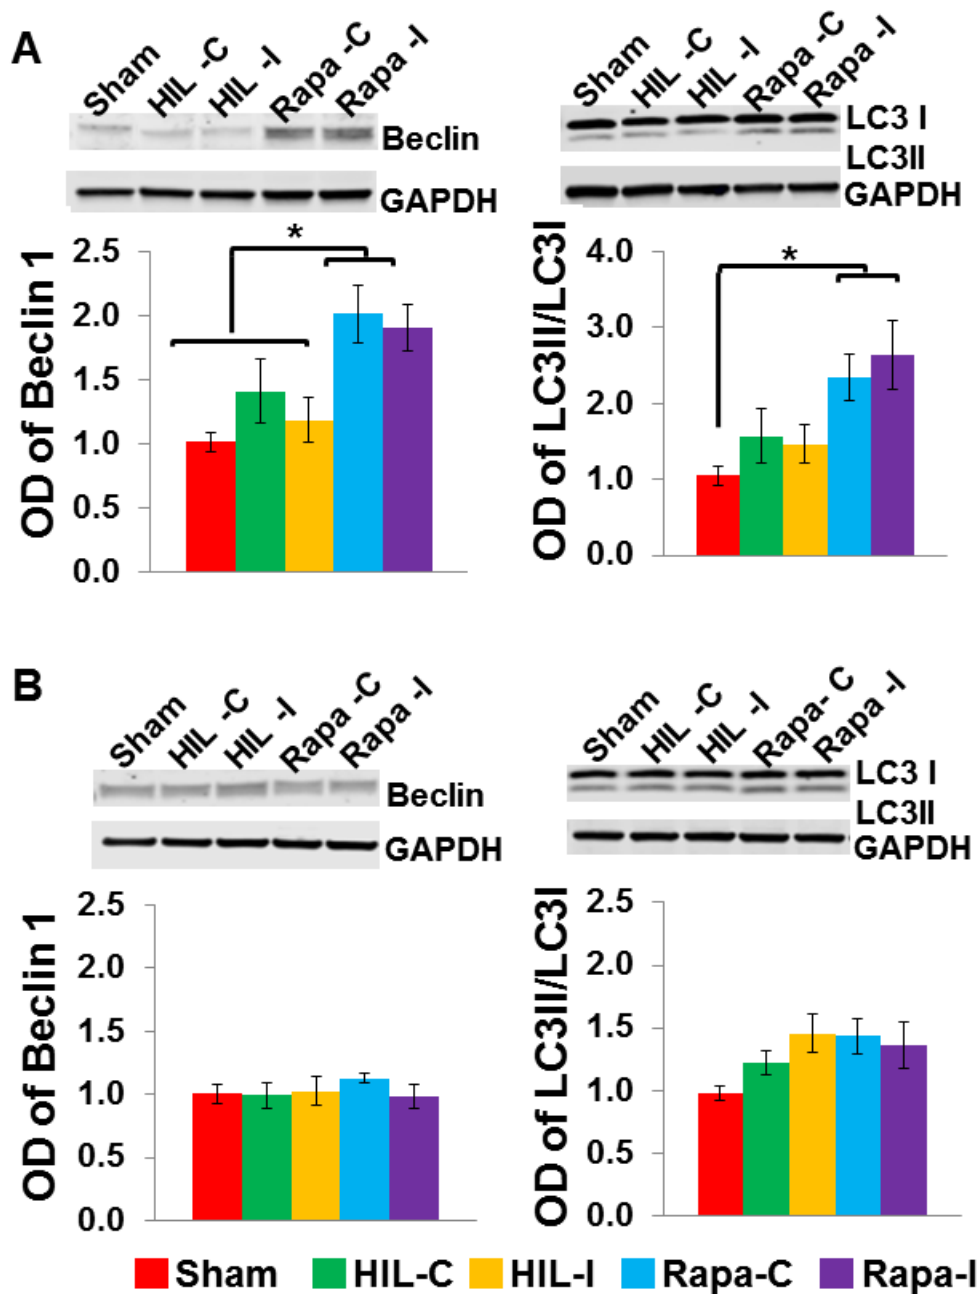 A
Sham HIL -C HIL -I Rapa -C Rapa -I
Beclin
GAPDH
OD of Beclin 1
2.5
2.0
1.5
1.0
0.5
0.0
*
Sham HIL -C HIL -I Rapa -C Rapa -I
LC3 I
LC3II
GAPDH
OD of LC3II/LC3I
4.0
3.0
2.0
1.0
0.0
*
B
Sham HIL -C HIL -I Rapa -C Rapa -I
Beclin
GAPDH
OD of Beclin 1
2.5
2.0
1.5
1.0
0.5
0.0
Sham HIL -C HIL -I Rapa- C Rapa -I
LC3 I
LC3II
GAPDH
OD of LC3II/LC3I
2.5
2.0
1.5
1.0
0.5
0.0
Sham HIL-C HIL-I Rapa-C Rapa-I